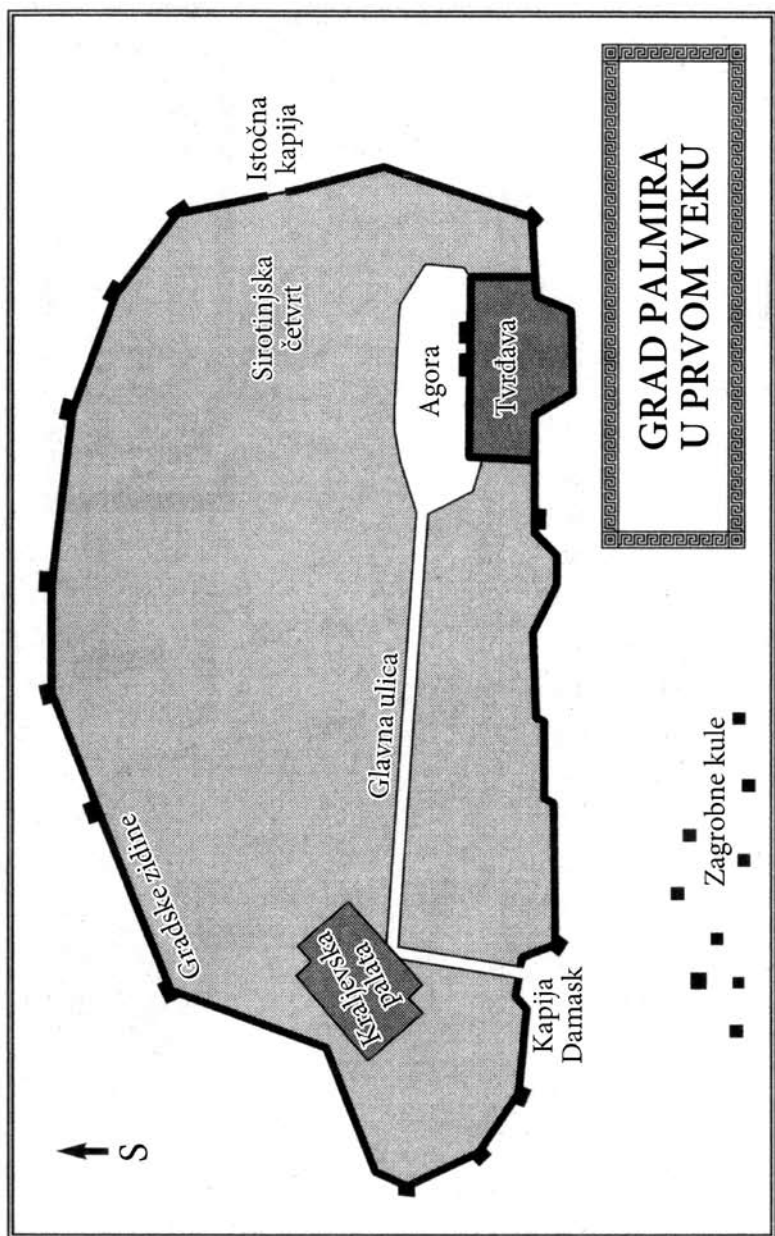 Istočna
kapija
Sirotinjska
četvrt
Gradske zidine
Agora
Tvrđava
Glavna ulica
Kraljevska
palata
Kapija
Damask
Zagrobne kule
S
GRAD PALMIRA
U PRVOM VEKU